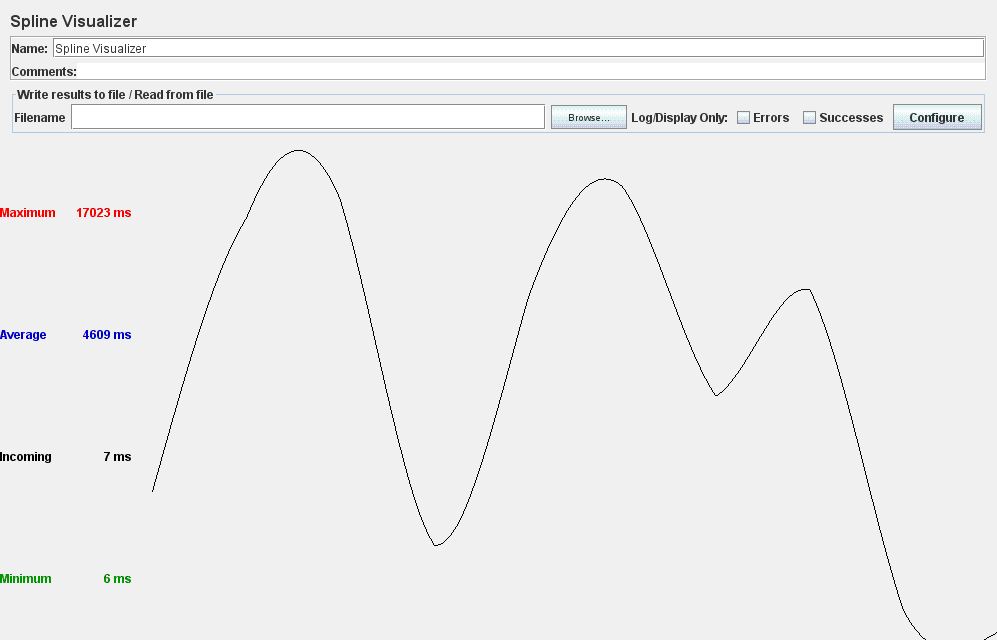 Spline Visualizer
Name: Spline Visualizer
Comments:
Write results to file / Read from file
Filename Browse... Log/Display Only: Errors Successes Configure
Maximum 17023 ms
Average 4609 ms
Incoming 7 ms
Minimum 6 ms